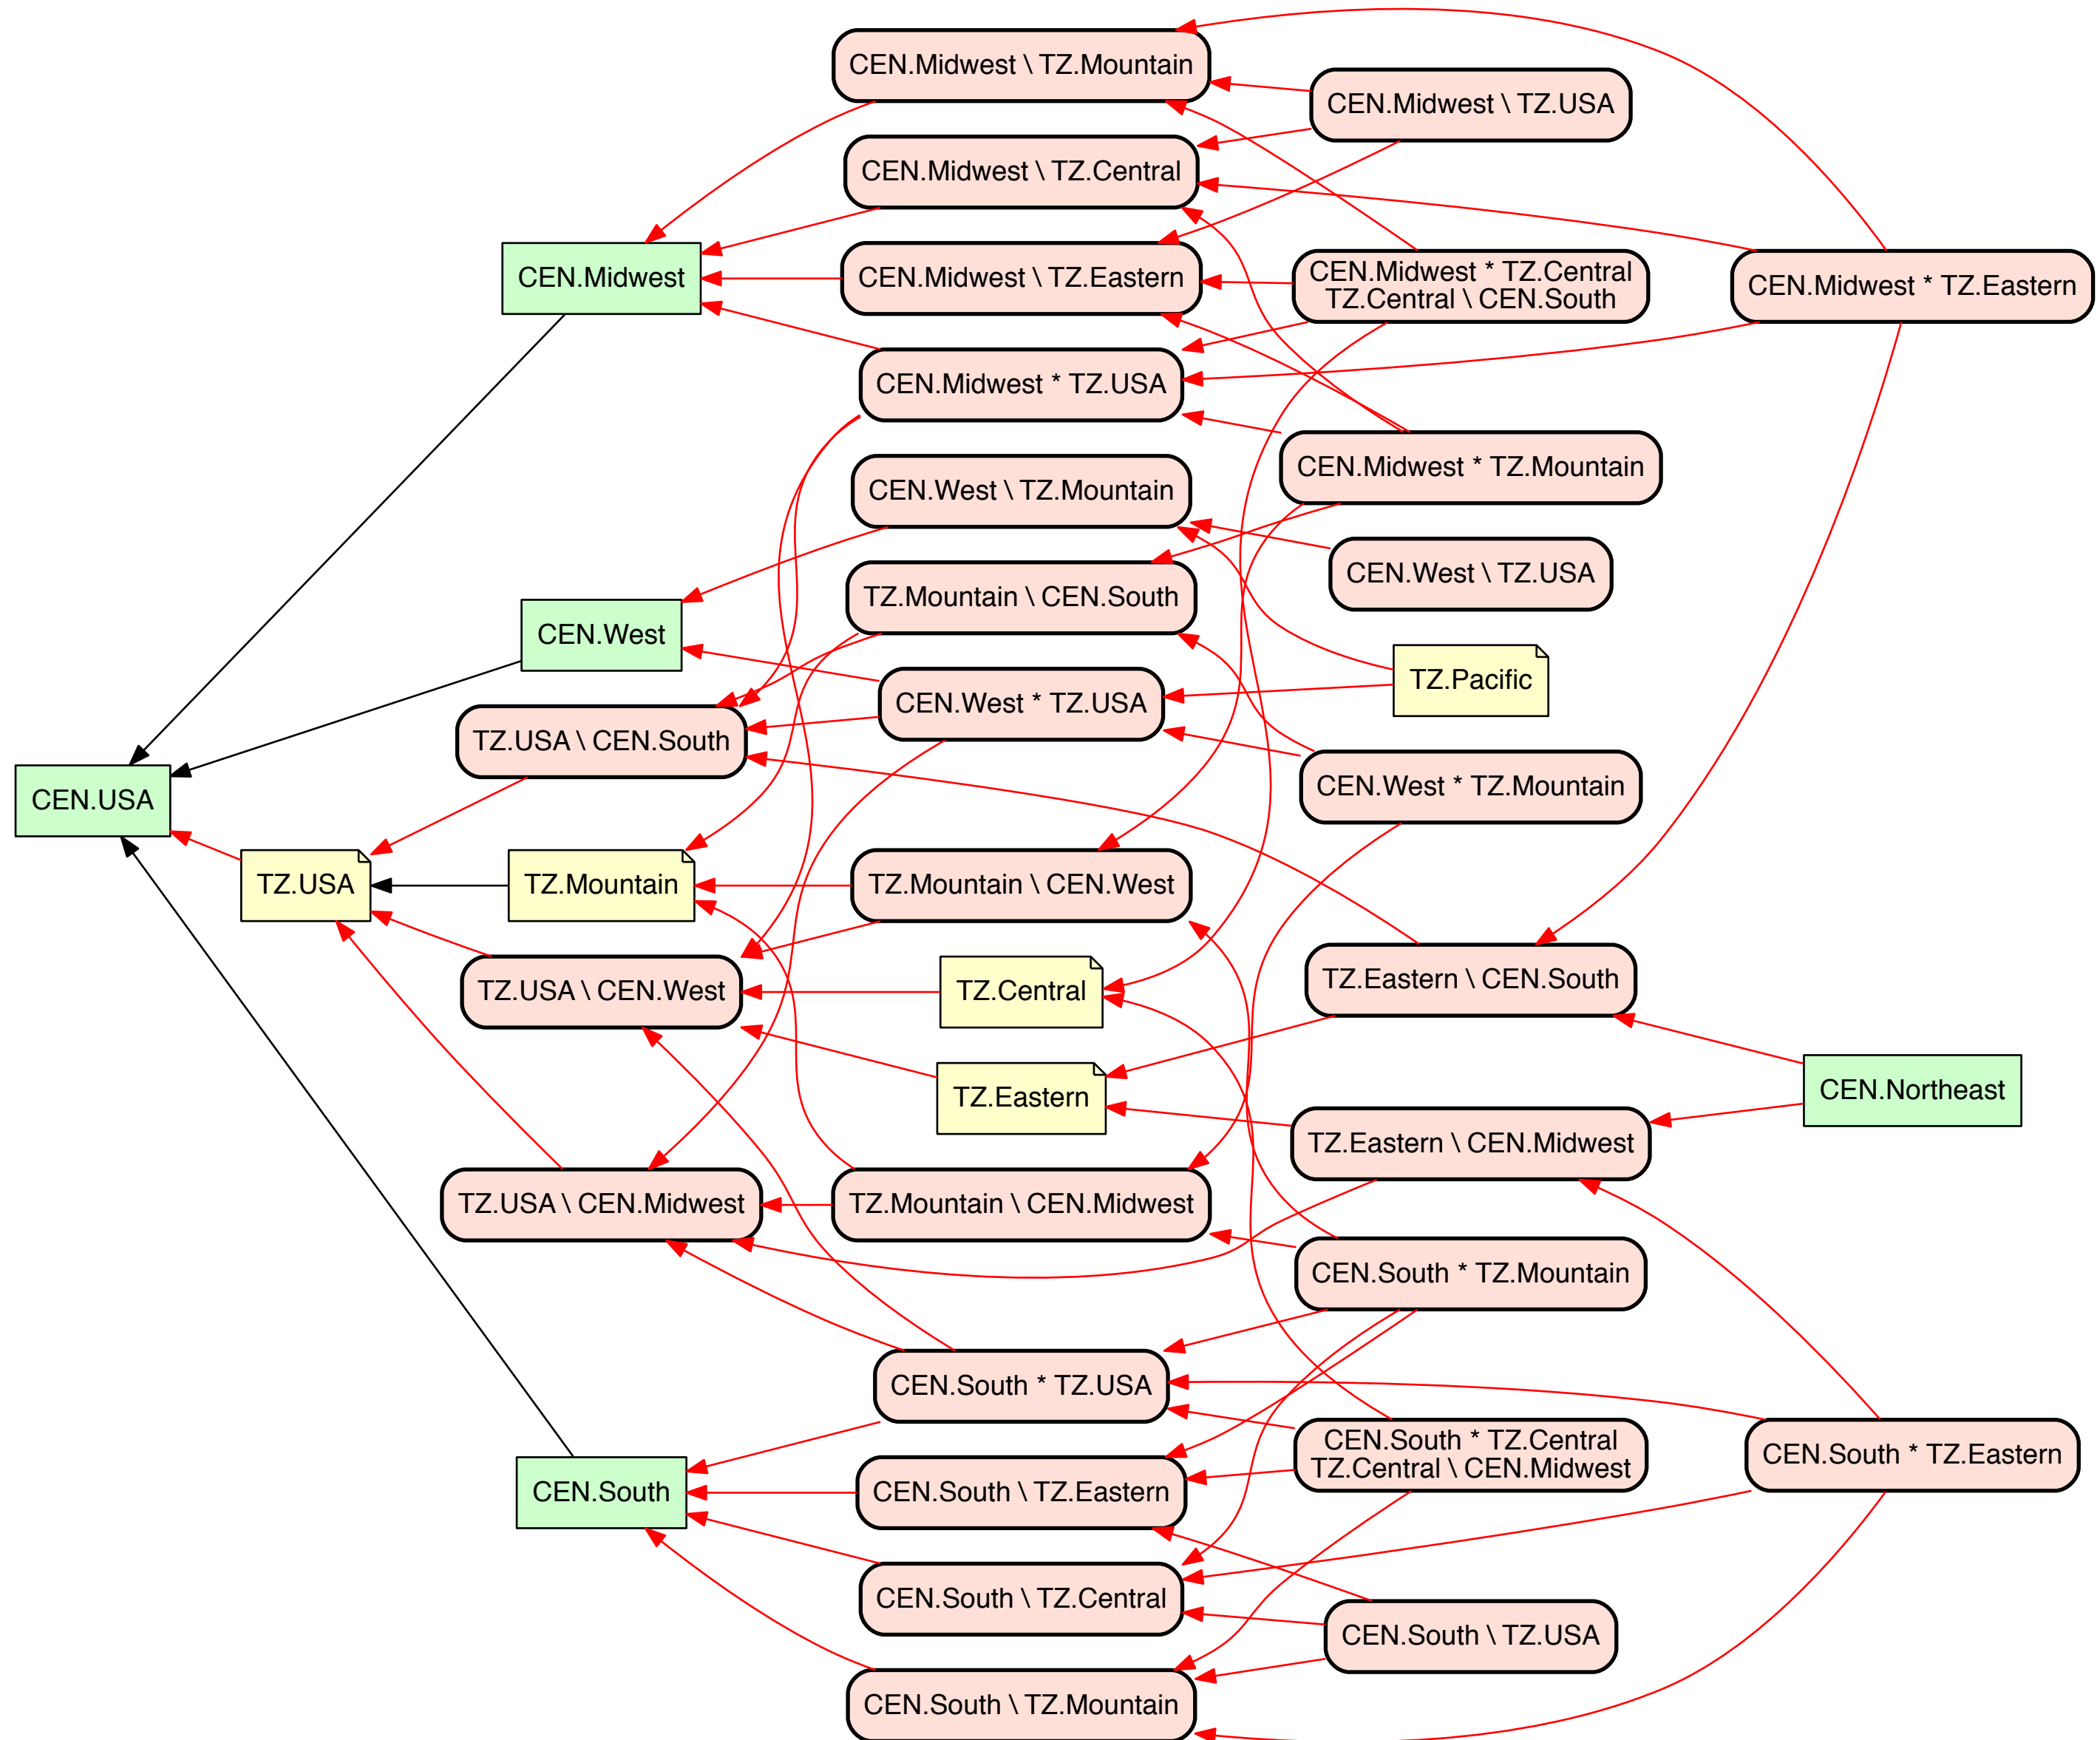 CEN.Midwest \ TZ.Mountain
CEN.Midwest \ TZ.USA
CEN.Midwest \ TZ.Central
CEN.Midwest
CEN.Midwest \ TZ.Eastern
CEN.Midwest * TZ.Central
TZ.Central \ CEN.South
CEN.Midwest * TZ.Eastern
CEN.Midwest * TZ.USA
CEN.Midwest * TZ.Mountain
CEN.West \ TZ.Mountain
CEN.West \ TZ.USA
TZ.Mountain \ CEN.South
CEN.West
TZ.Pacific
CEN.West * TZ.USA
TZ.USA \ CEN.South
CEN.West * TZ.Mountain
CEN.USA
TZ.USA
TZ.Mountain
TZ.Mountain \ CEN.West
TZ.USA \ CEN.West
TZ.Central
TZ.Eastern \ CEN.South
TZ.Eastern
CEN.Northeast
TZ.Eastern \ CEN.Midwest
TZ.USA \ CEN.Midwest
TZ.Mountain \ CEN.Midwest
CEN.South * TZ.Mountain
CEN.South * TZ.USA
CEN.South * TZ.Central
TZ.Central \ CEN.Midwest
CEN.South * TZ.Eastern
CEN.South
CEN.South \ TZ.Eastern
CEN.South \ TZ.Central
CEN.South \ TZ.USA
CEN.South \ TZ.Mountain